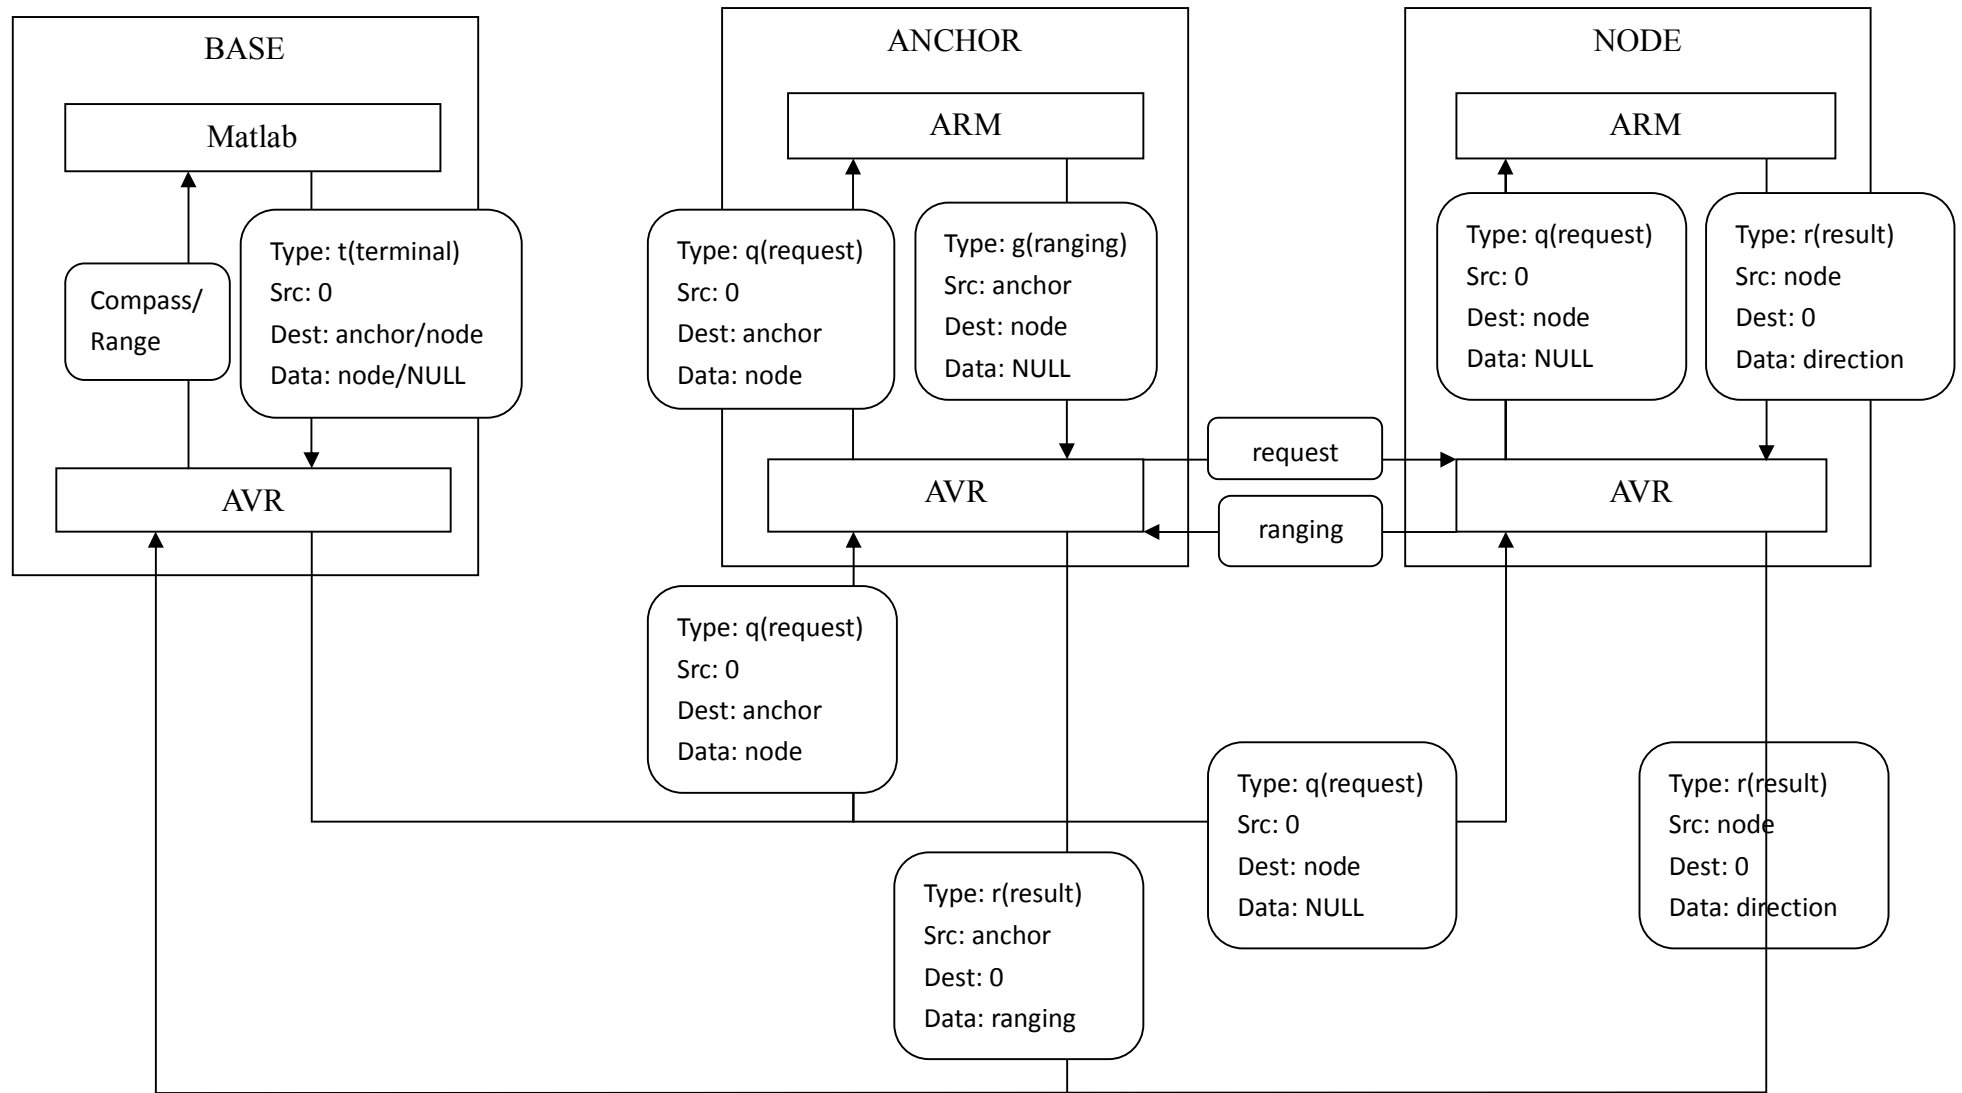 BASE
Matlab
Compass/
Range
Type: t(terminal)
Src: 0
Dest: anchor/node
Data: node/NULL
AVR
ANCHOR
ARM
Type: q(request)
Src: 0
Dest: anchor
Data: node
Type: g(ranging)
Src: anchor
Dest: node
Data: NULL
AVR
request
ranging
NODE
ARM
Type: q(request)
Src: 0
Dest: node
Data: NULL
Type: r(result)
Src: node
Dest: 0
Data: direction
AVR
Type: q(request)
Src: 0
Dest: anchor
Data: node
Type: r(result)
Src: anchor
Dest: 0
Data: ranging
Type: q(request)
Src: 0
Dest: node
Data: NULL
Type: r(result)
Src: node
Dest: 0
Data: direction